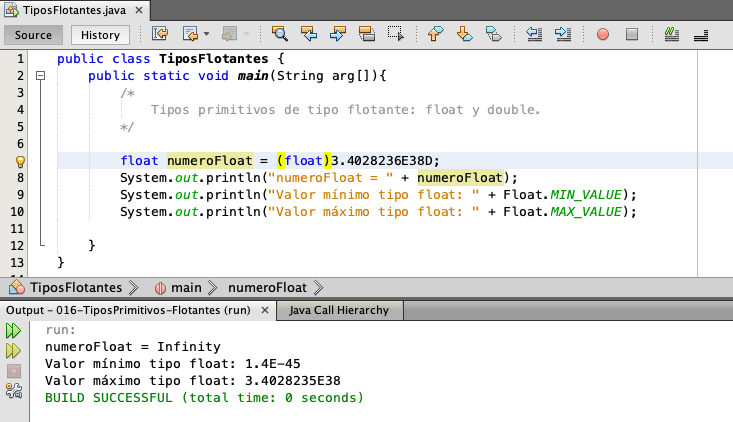 TiposFlotantes.java
Source History
1 public class TiposFlotantes {
2 public static void main(String arg[]){
3 /*
4 Tipos primitivos de tipo flotante: float y double.
5 */
6
float numeroFloat = (float)3.4028236E38D;
8 System.out.println("numeroFloat = " + numeroFloat);
9 System.out.println("Valor mínimo tipo float: " + Float.MIN_VALUE);
10 System.out.println("Valor máximo tipo float: " + Float.MAX_VALUE);
11
12 }
13 }
TiposFlotantes main numeroFloat
Output - 016-TiposPrimitivos-Flotantes (run) Java Call Hierarchy
run:
numeroFloat = Infinity
Valor mínimo tipo float: 1.4E-45
Valor máximo tipo float: 3.4028235E38
BUILD SUCCESSFUL (total time: 0 seconds)